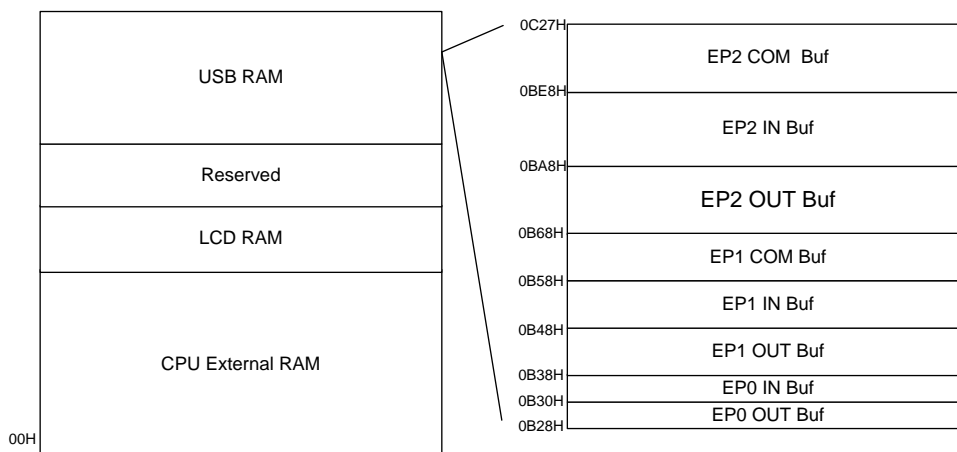 USB RAM
Reserved
LCD RAM
CPU External RAM
00H
0C27H
EP2 COM Buf
0BE8H
EP2 IN Buf
0BA8H
EP2 OUT Buf
0B68H
EP1 COM Buf
0B58H
EP1 IN Buf
0B48H
EP1 OUT Buf
0B38H
EP0 IN Buf
0B30H
EP0 OUT Buf
0B28H